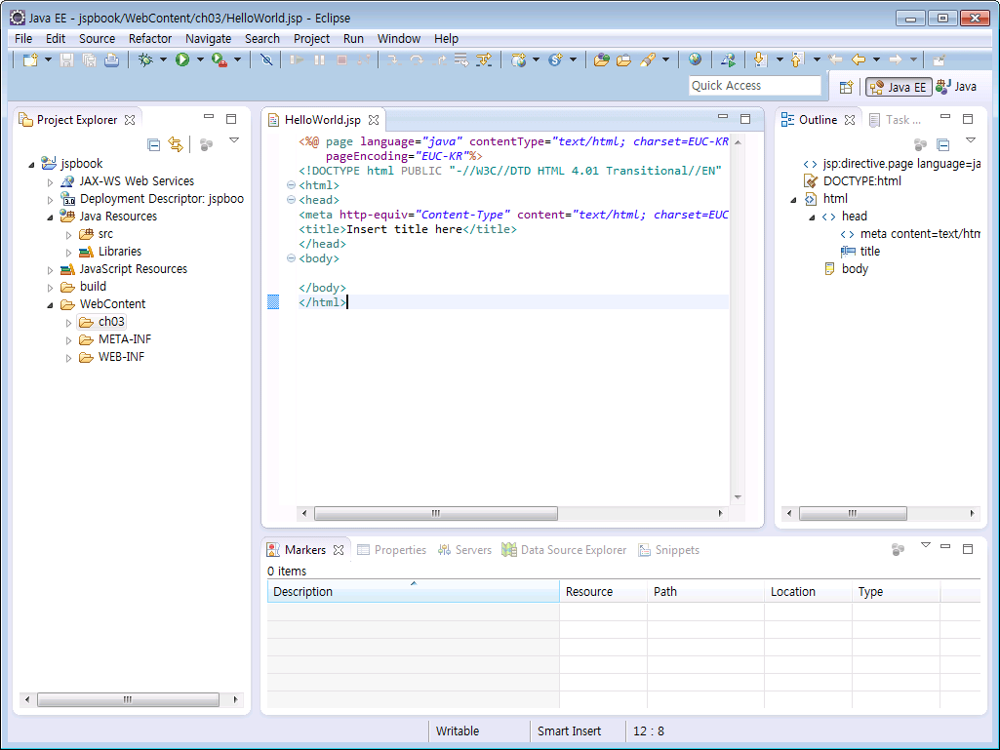 Java EE - jspbook/WebContent/ch03/HelloWorld.jsp - Eclipse
File Edit Source Refactor Navigate Search Project Run Window Help
Quick Access
Java EE
Java
Project Explorer
jspbook
JAX-WS Web Services
3.0 Deployment Descriptor: jspboo
Java Resources
src
Libraries
JavaScript Resources
build
WebContent
ch03
META-INF
WEB-INF
HelloWorld.jsp
<%@ page language="java" contentType="text/html; charset=EUC-KR
pageEncoding="EUC-KR"%>
<!DOCTYPE html PUBLIC "-//W3C//DTD HTML 4.01 Transitional//EN"
<html>
<head>
<meta http-equiv="Content-Type" content="text/html; charset=EUC
<title>Insert title here</title>
</head>
<body>
</body>
</html>
Outline
Task ...
jsp:directive.page language=ja
DOCTYPE:html
html
head
meta content=text/htm
title
body
Markers Properties Servers Data Source Explorer Snippets
0 items
Description Resource Path Location Type
Writable Smart Insert 12 : 8